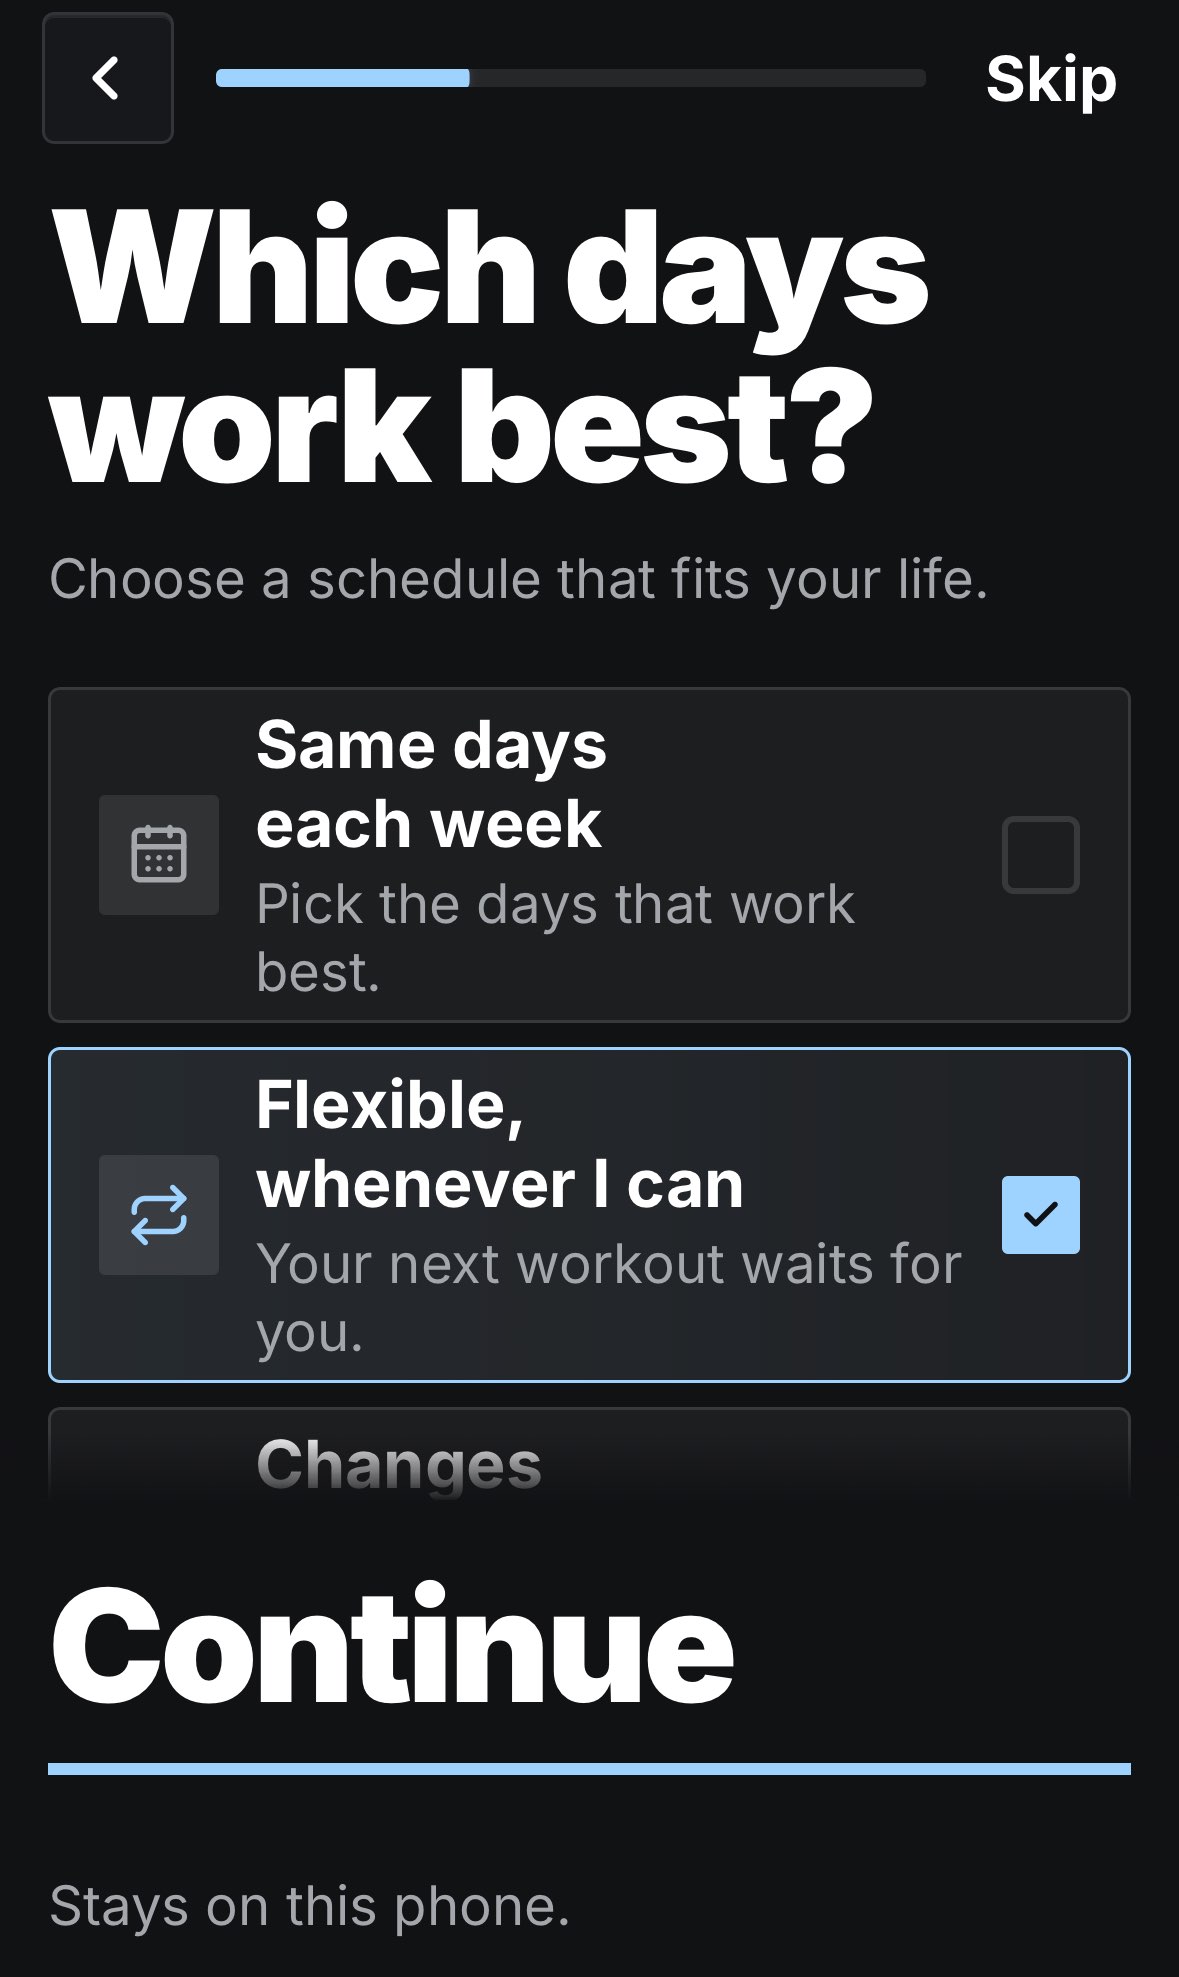 Skip
Which days
work best?
Choose a schedule that fits your life.
Same days
each week
Pick the days that work
best.
Flexible,
whenever I can
Your next workout waits for
you.
Changes
Continue
Stays on this phone.